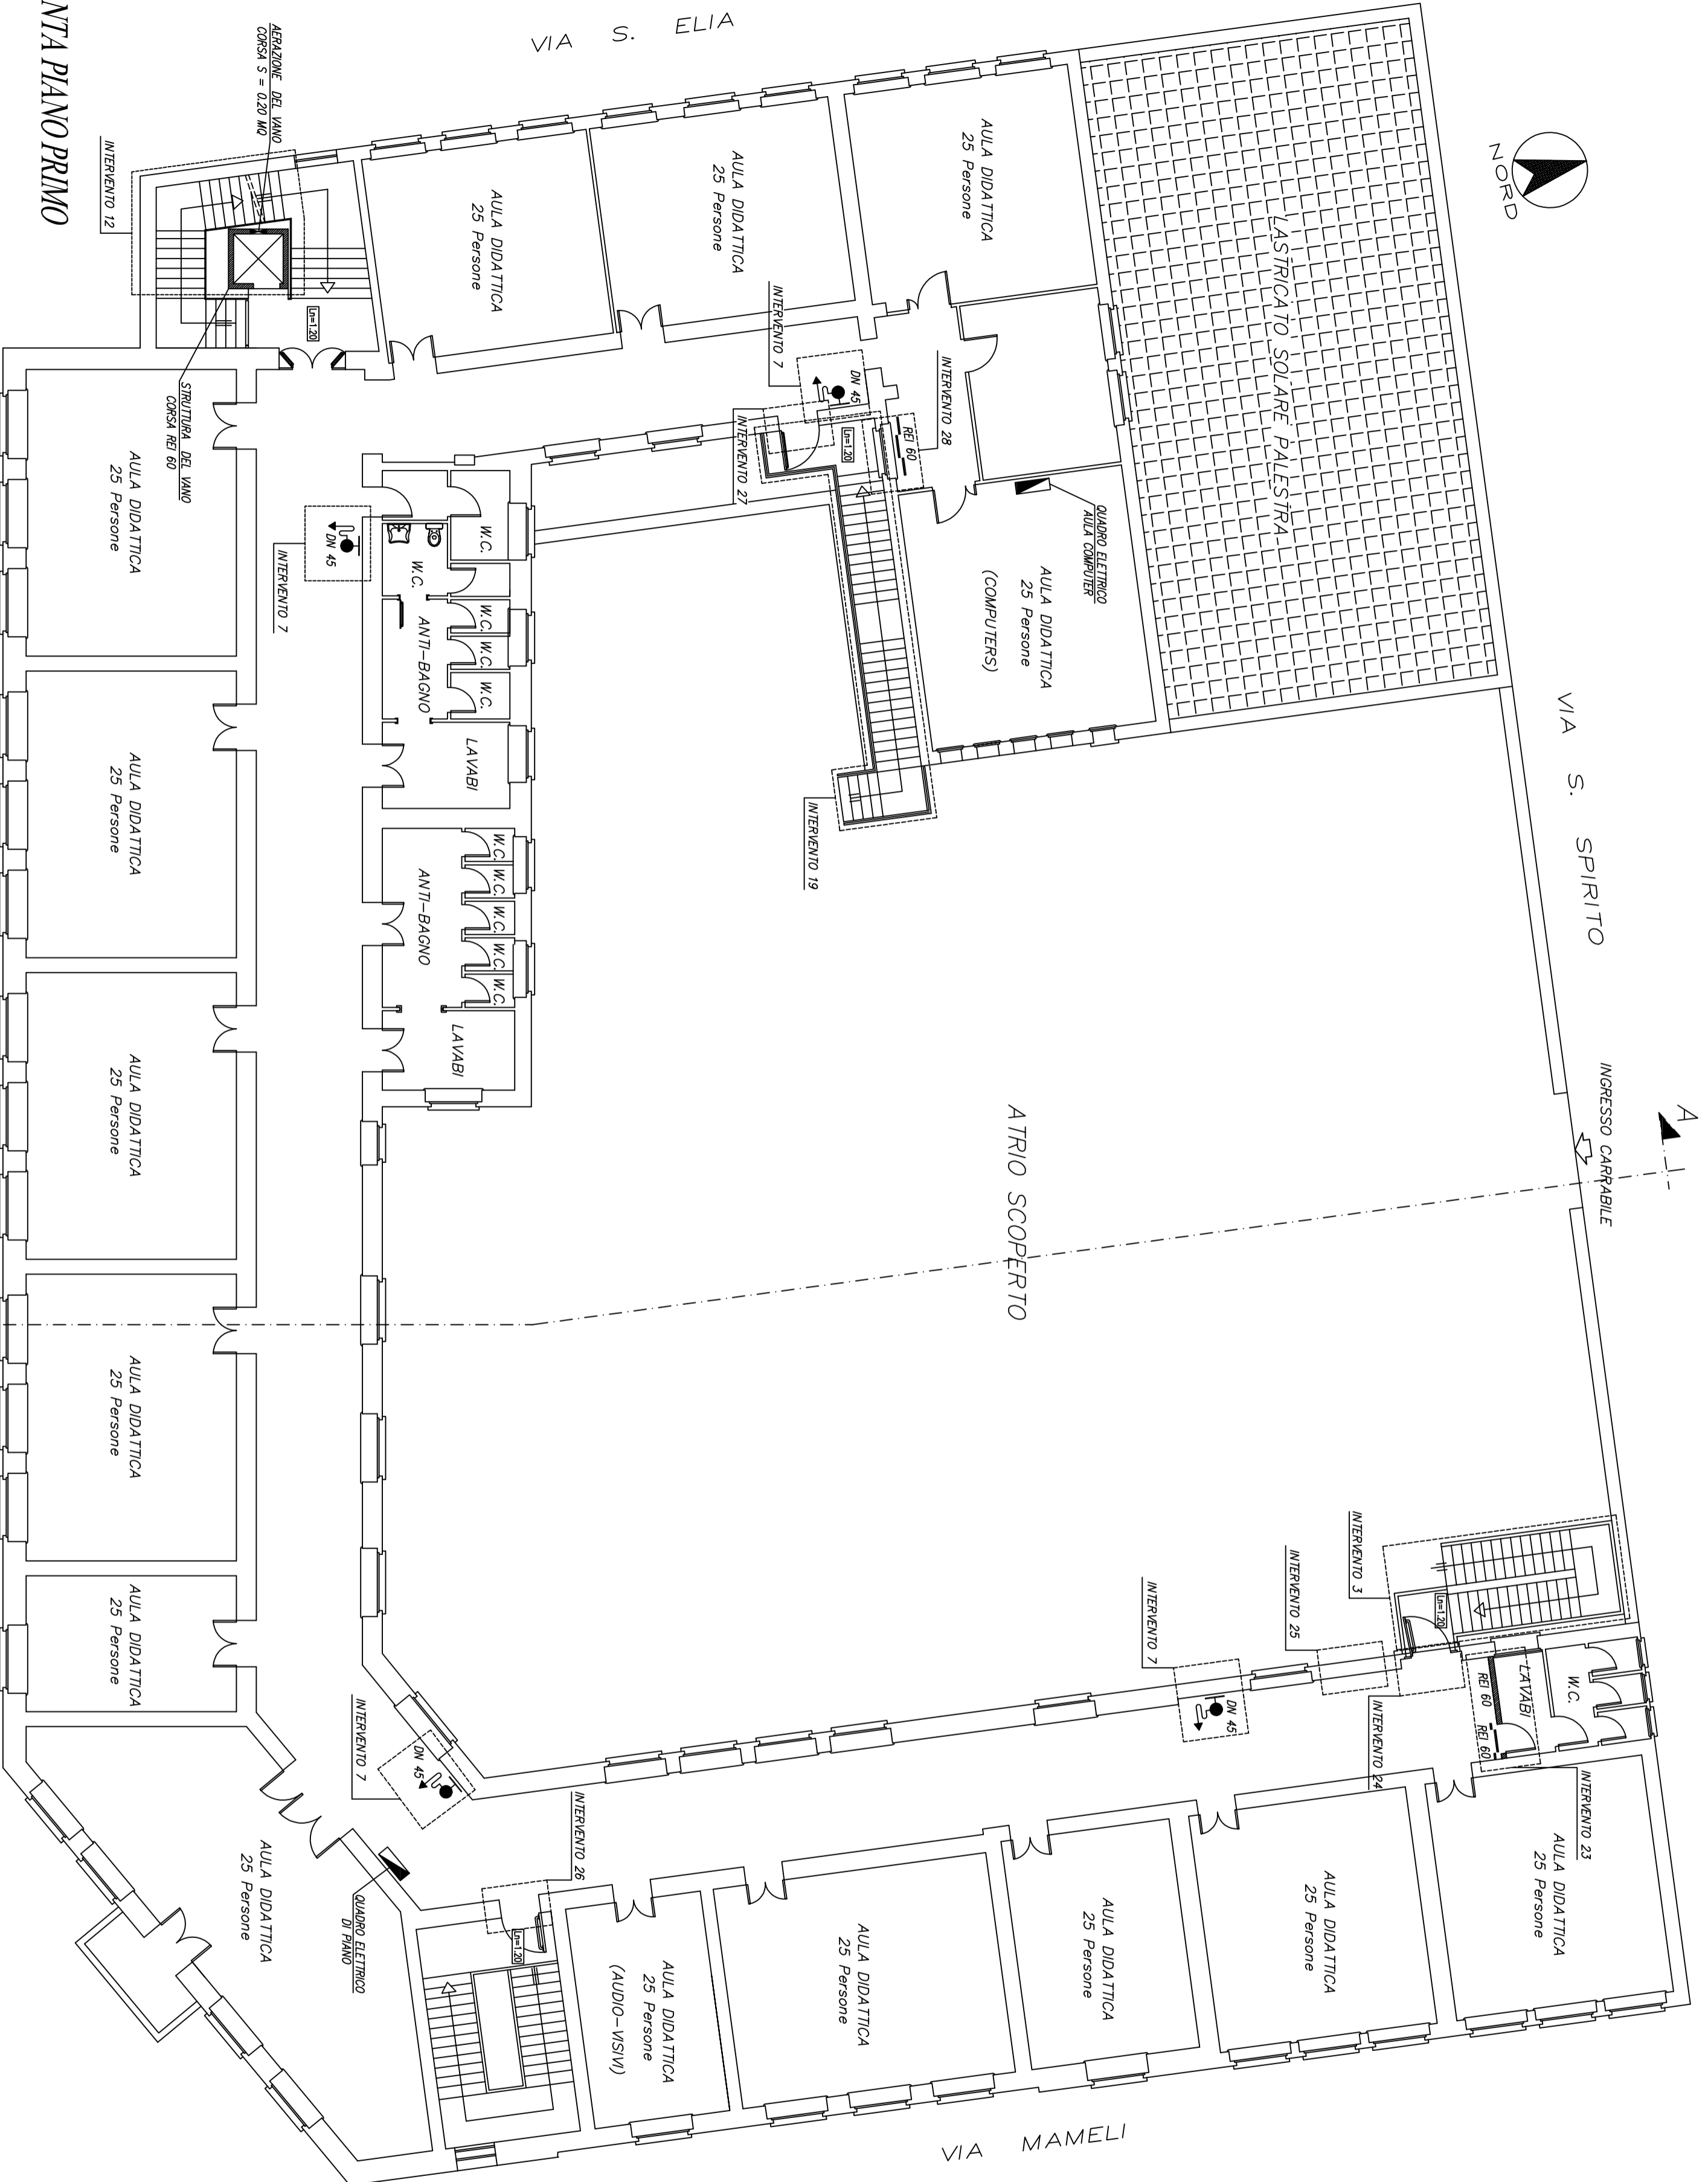 NORD
LASTRICATO SOLARE PALESTRA
VIA S. SPIRITO
INGRESSO CARRABILE
A
VIA S. ELIA
AULA DIDATTICA
25 Persone
AULA DIDATTICA
25 Persone
AULA DIDATTICA
25 Persone
QUADRO ELETTRICO
AULA COMPUTER
AULA DIDATTICA
25 Persone
(COMPUTERS)
INTERVENTO 28
REI 60
INTERVENTO 7
DN 45
Ln=1.20
INTERVENTO 27
INTERVENTO 19
AERAZIONE DEL VANO
CORSA S = 0.20 MQ
INTERVENTO 12
Ln=1.20
STRUTTURA DEL VANO
CORSA REI 60
DN 45
INTERVENTO 7
W.C.
W.C.
W.C.
W.C.
W.C.
ANTI-BAGNO
LAVABI
W.C.
W.C.
W.C.
W.C.
W.C.
ANTI-BAGNO
LAVABI
ATRIO SCOPERTO
AULA DIDATTICA
25 Persone
AULA DIDATTICA
25 Persone
AULA DIDATTICA
25 Persone
AULA DIDATTICA
25 Persone
AULA DIDATTICA
25 Persone
AULA DIDATTICA
25 Persone
INTERVENTO 7
DN 45
QUADRO ELETTRICO
DI PIANO
INTERVENTO 26
Ln=1.20
INTERVENTO 3
Ln=1.20
INTERVENTO 25
INTERVENTO 7
DN 45
INTERVENTO 24
W.C.
LAVABI
REI 60
REI 60
INTERVENTO 23
AULA DIDATTICA
25 Persone
AULA DIDATTICA
25 Persone
AULA DIDATTICA
25 Persone
AULA DIDATTICA
25 Persone
AULA DIDATTICA
25 Persone
(AUDIO-VISIVI)
VIA MAMELI
NTA PIANO PRIMO